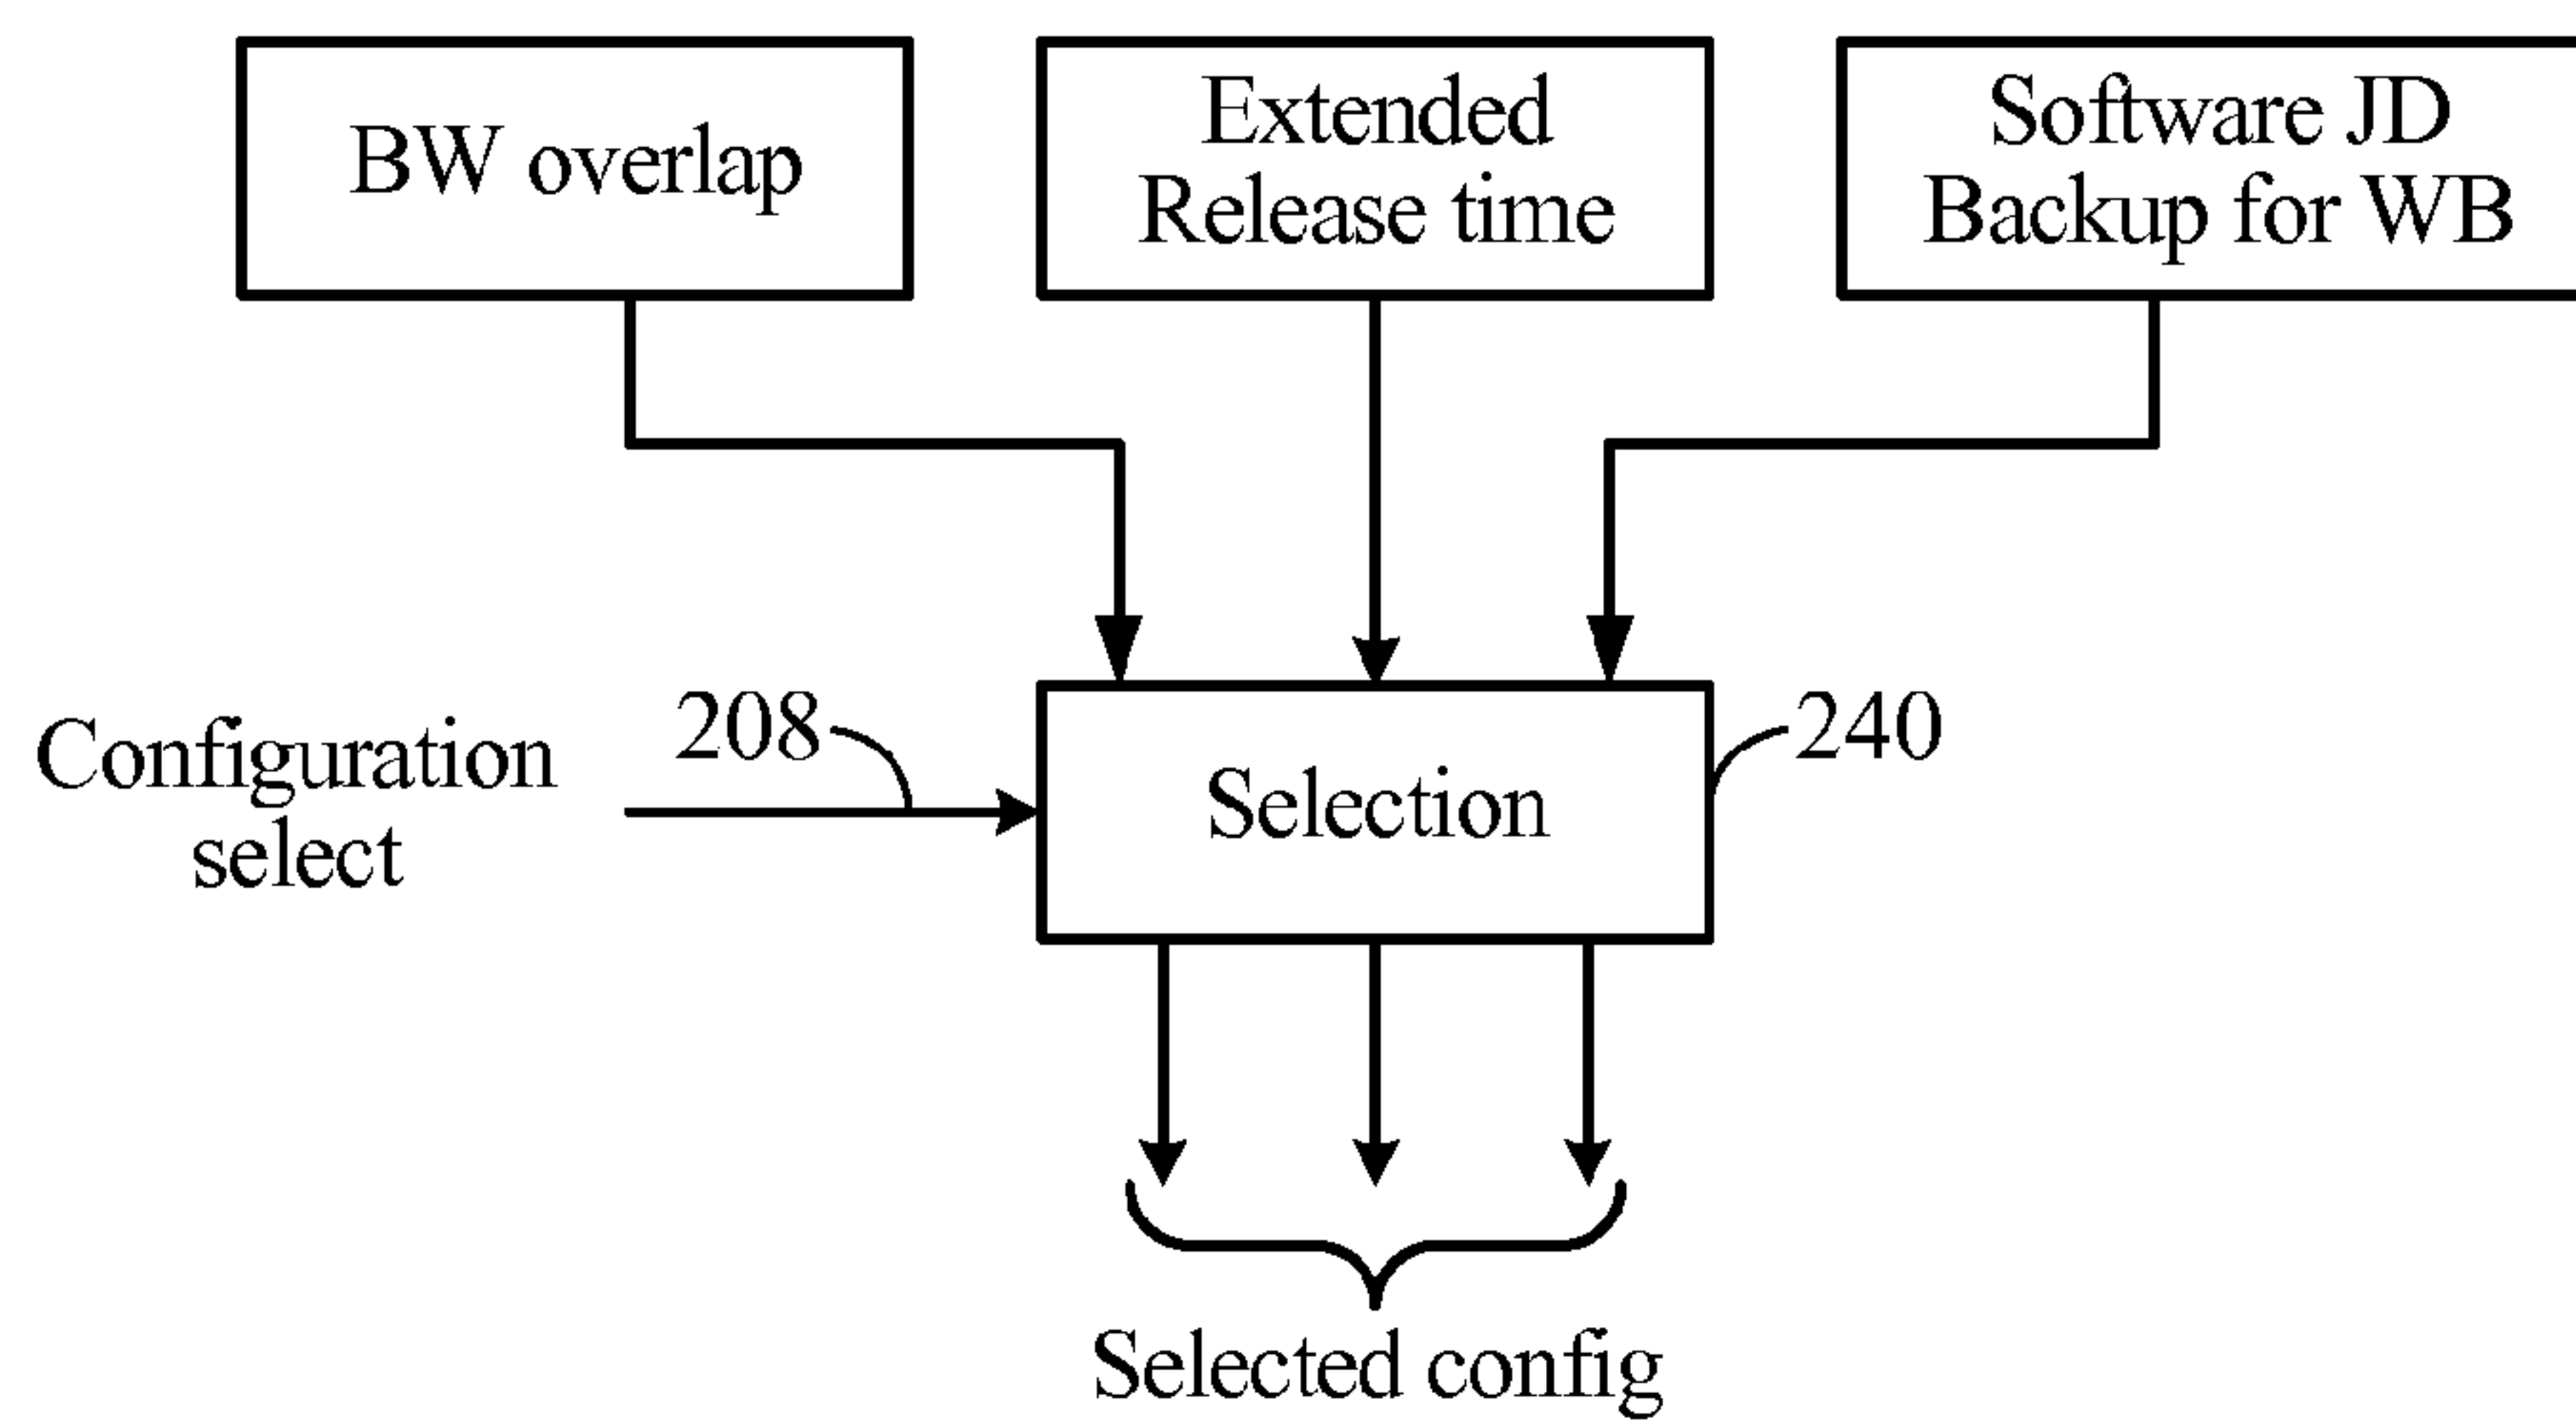 BW overlap
Extended
Release time
Software JD
Backup for WB
Configuration
select
208
Selection
240
Selected config